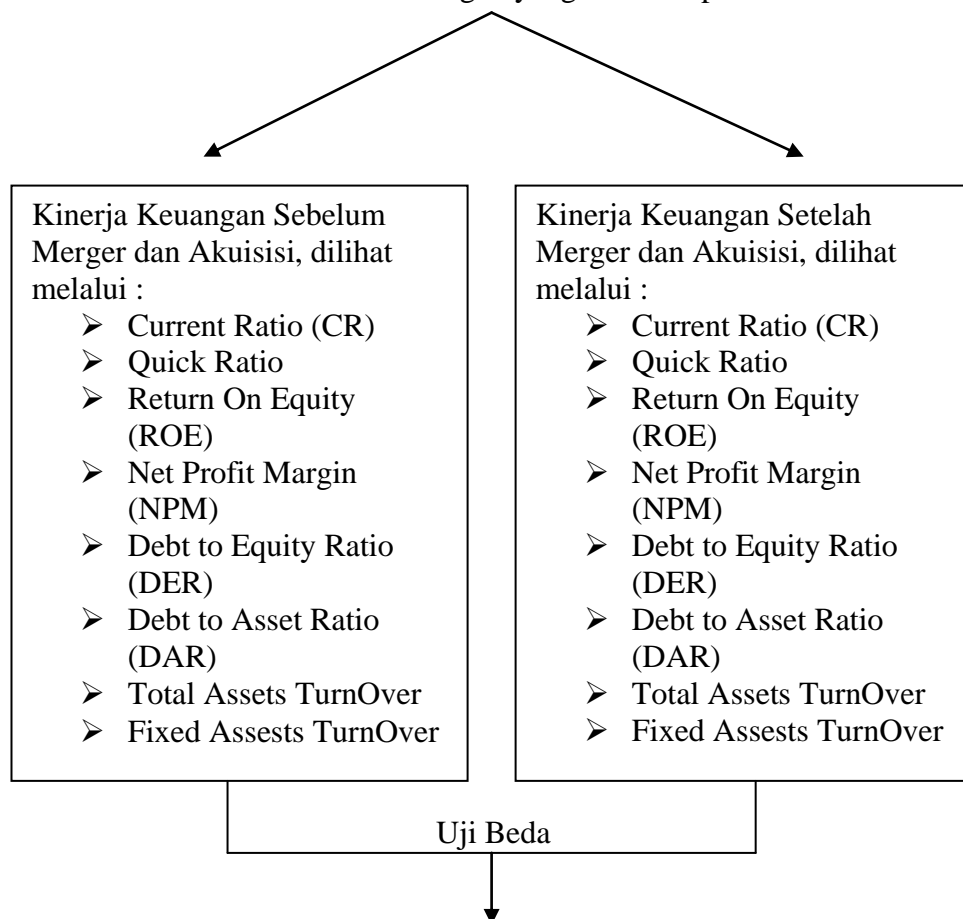 Kinerja Keuangan Sebelum
Merger dan Akuisisi, dilihat
melalui :
➢ Current Ratio (CR)
➢ Quick Ratio
➢ Return On Equity
(ROE)
➢ Net Profit Margin
(NPM)
➢ Debt to Equity Ratio
(DER)
➢ Debt to Asset Ratio
(DAR)
➢ Total Assets TurnOver
➢ Fixed Assests TurnOver
Kinerja Keuangan Setelah
Merger dan Akuisisi, dilihat
melalui :
➢ Current Ratio (CR)
➢ Quick Ratio
➢ Return On Equity
(ROE)
➢ Net Profit Margin
(NPM)
➢ Debt to Equity Ratio
(DER)
➢ Debt to Asset Ratio
(DAR)
➢ Total Assets TurnOver
➢ Fixed Assests TurnOver
Uji Beda